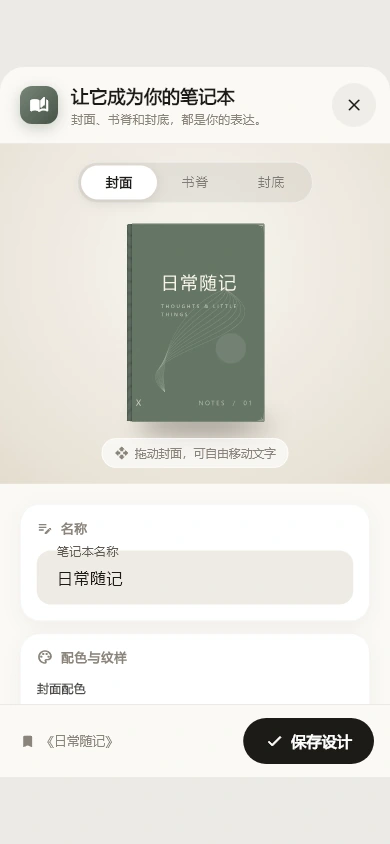 让它成为你的笔记本
封面、书脊和封底，都是你的表达。
封面
书脊
封底
日常随记
THOUGHTS & LITTLE
THINGS
X
NOTES / 01
拖动封面，可自由移动文字
名称
笔记本名称
日常随记
配色与纹样
封面配色
《日常随记》
保存设计